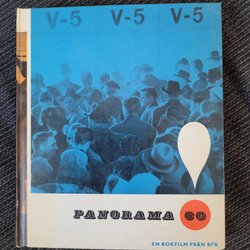 V-5 V-5 V-5
PANORAMA 60
EN BOKFILM FRÅN BFB